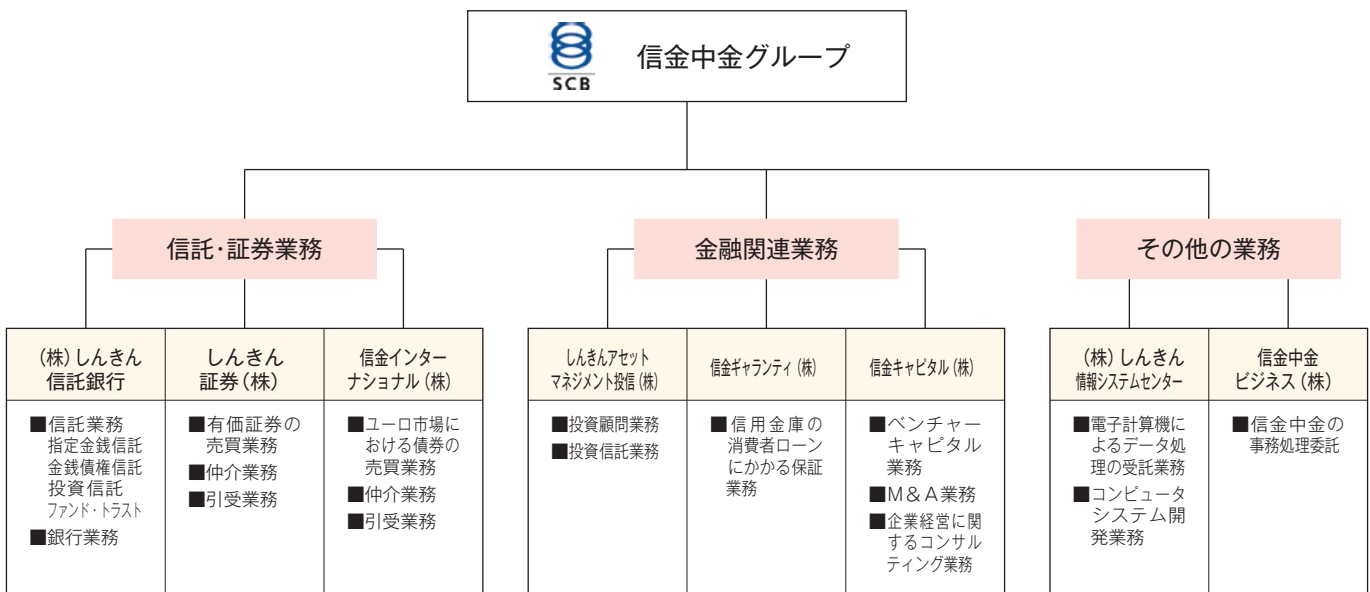 SCB
信金中金グループ
信託・証券業務
金融関連業務
その他の業務
(株)しんきん
信託銀行
しんきん
証券(株)
信金インター
ナショナル(株)
しんきんアセット
マネジメント投信(株)
信金ギャランティ(株)
信金キャピタル(株)
(株)しんきん
情報システムセンター
信金中金
ビジネス(株)
■信託業務
指定金銭信託
金銭債権信託
投資信託
ファンド・トラスト
■銀行業務
■有価証券の
売買業務
■仲介業務
■引受業務
■ユーロ市場に
おける債券の
売買業務
■仲介業務
■引受業務
■投資顧問業務
■投資信託業務
■信用金庫の
消費者ローン
にかかる保証
業務
■ベンチャー
キャピタル
業務
■M&A業務
■企業経営に関
するコンサル
ティング業務
■電子計算機に
よるデータ処
理の受託業務
■コンピュータ
システム開
発業務
■信金中金の
事務処理委託